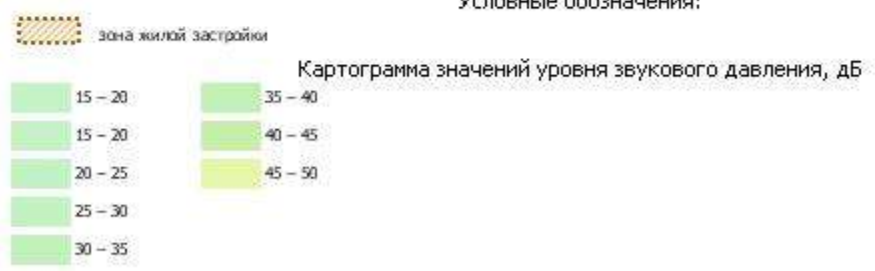 Условные обозначения:
зона жилой застройки
Картограмма значений уровня звукового давления, дБ
15 – 20
15 – 20
20 – 25
25 – 30
30 – 35
35 – 40
40 – 45
45 – 50